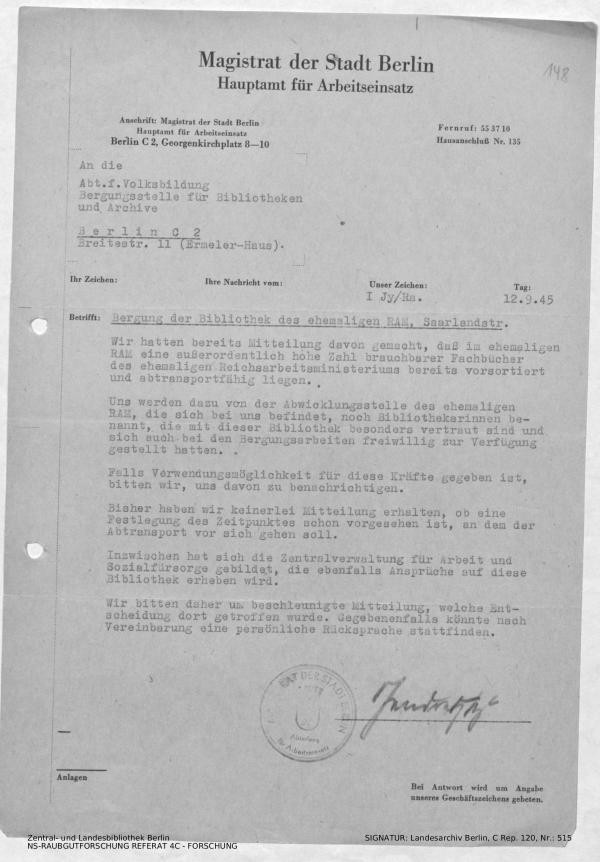 148
Magistrat der Stadt Berlin
Hauptamt für Arbeitseinsatz
Anschrift: Magistrat der Stadt Berlin
Hauptamt für Arbeitseinsatz
Berlin C 2, Georgenkirchplatz 8—10
Fernruf: 55 37 10
Hausanschluß Nr. 135
An die
Abt.f.Volksbildung
Bergungsstelle für Bibliotheken
und Archive
B e r l i n C 2
Breitestr. 11 (Ermeler-Haus).
Ihr Zeichen: Ihre Nachricht vom: Unser Zeichen: Tag:
I Jy/Ra. 12.9.45
Betrifft: Bergung der Bibliothek des ehemaligen RAM, Saarlandstr.
Wir hatten bereits Mitteilung davon gemacht, daß im ehemaligen
RAM eine außerordentlich hohe Zahl brauchbarer Fachbücher
des ehemaligen Reichsarbeitsministeriums bereits vorsortiert
und abtransportfähig liegen.
Uns werden dazu von der Abwicklungsstelle des ehemaligen
RAM, die sich bei uns befindet, noch Bibliothekarinnen be-
nannt, die mit dieser Bibliothek besonders vertraut sind und
sich auch bei den Bergungsarbeiten freiwillig zur Verfügung
gestellt hatten.
Falls Verwendungsmöglichkeit für diese Kräfte gegeben ist,
bitten wir, uns davon zu benachrichtigen.
Bisher haben wir keinerlei Mitteilung erhalten, ob eine
Festlegung des Zeitpunktes schon vorgesehen ist, an dem der
Abtransport vor sich gehen soll.
Inzwischen hat sich die Zentralverwaltung für Arbeit und
Sozialfürsorge gebildet, die ebenfalls Ansprüche auf diese
Bibliothek erheben wird.
Wir bitten daher um beschleunigte Mitteilung, welche Ent-
scheidung dort getroffen wurde. Gegebenenfalls könnte nach
Vereinbarung eine persönliche Rücksprache stattfinden.
RAT DER STADT BERLIN
Abteilung
für Arbeitseinsatz
Anlagen
Bei Antwort wird um Angabe
unseres Geschäftszeichens gebeten.
Zentral- und Landesbibliothek Berlin
NS-RAUBGUTFORSCHUNG REFERAT 4C - FORSCHUNG
SIGNATUR: Landesarchiv Berlin, C Rep. 120, Nr.: 515